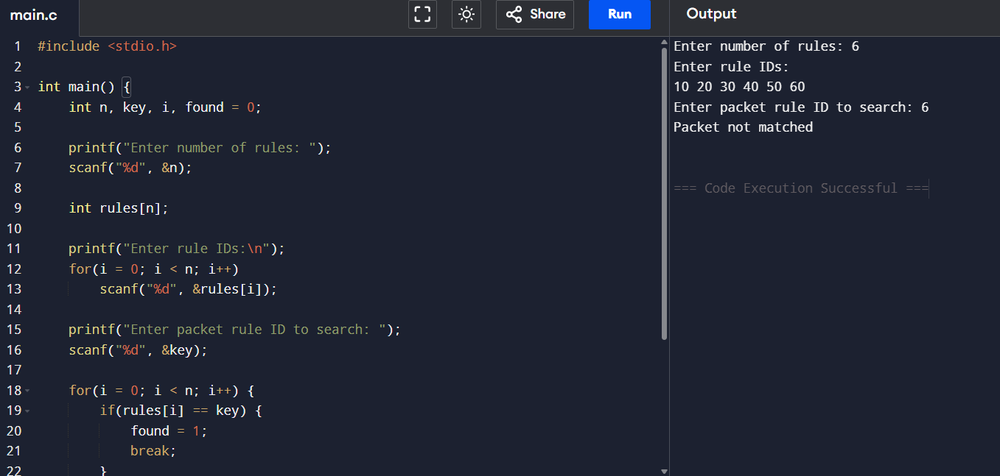 main.c
Share
Run
Output
1 #include <stdio.h>
2
3 int main() {
4     int n, key, i, found = 0;
5
6     printf("Enter number of rules: ");
7     scanf("%d", &n);
8
9     int rules[n];
10
11     printf("Enter rule IDs:\n");
12     for(i = 0; i < n; i++)
13         scanf("%d", &rules[i]);
14
15     printf("Enter packet rule ID to search: ");
16     scanf("%d", &key);
17
18     for(i = 0; i < n; i++) {
19         if(rules[i] == key) {
20             found = 1;
21             break;
22         }
Enter number of rules: 6
Enter rule IDs:
10 20 30 40 50 60
Enter packet rule ID to search: 6
Packet not matched
=== Code Execution Successful ===